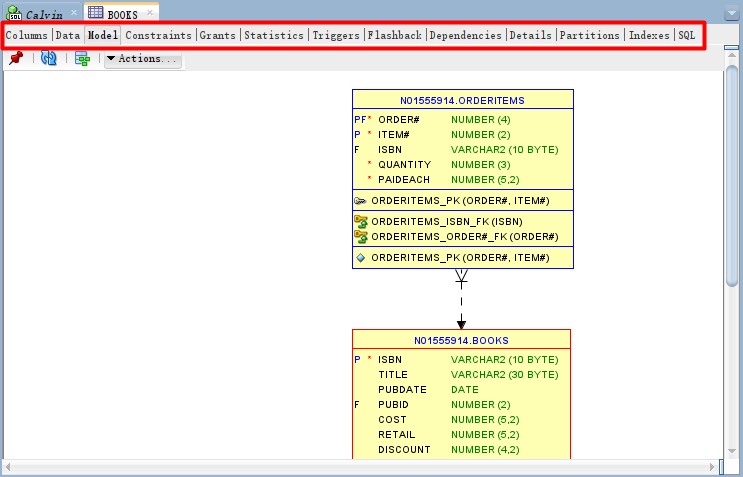 SQL Calvin × BOOKS ×
Columns | Data | Model | Constraints | Grants | Statistics | Triggers | Flashback | Dependencies | Details | Partitions | Indexes | SQL
Actions...
N01555914.ORDERITEMS
PF* ORDER# NUMBER (4)
P * ITEM# NUMBER (2)
F ISBN VARCHAR2 (10 BYTE)
* QUANTITY NUMBER (3)
* PAIDEACH NUMBER (5,2)
ORDERITEMS_PK (ORDER#, ITEM#)
ORDERITEMS_ISBN_FK (ISBN)
ORDERITEMS_ORDER#_FK (ORDER#)
ORDERITEMS_PK (ORDER#, ITEM#)
N01555914.BOOKS
P * ISBN VARCHAR2 (10 BYTE)
TITLE VARCHAR2 (30 BYTE)
PUBDATE DATE
F PUBID NUMBER (2)
COST NUMBER (5,2)
RETAIL NUMBER (5,2)
DISCOUNT NUMBER (4,2)